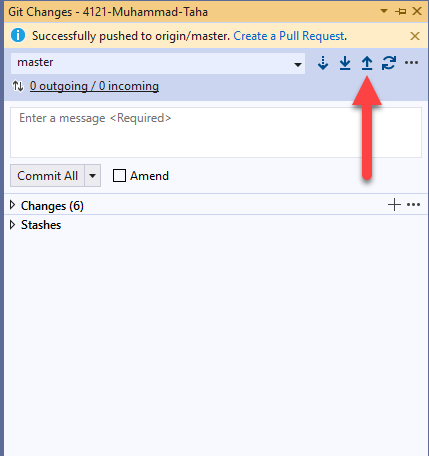 Git Changes - 4121-Muhammad-Taha
Successfully pushed to origin/master. Create a Pull Request.
master
0 outgoing / 0 incoming
Enter a message <Required>
Commit All
Amend
Changes (6)
Stashes